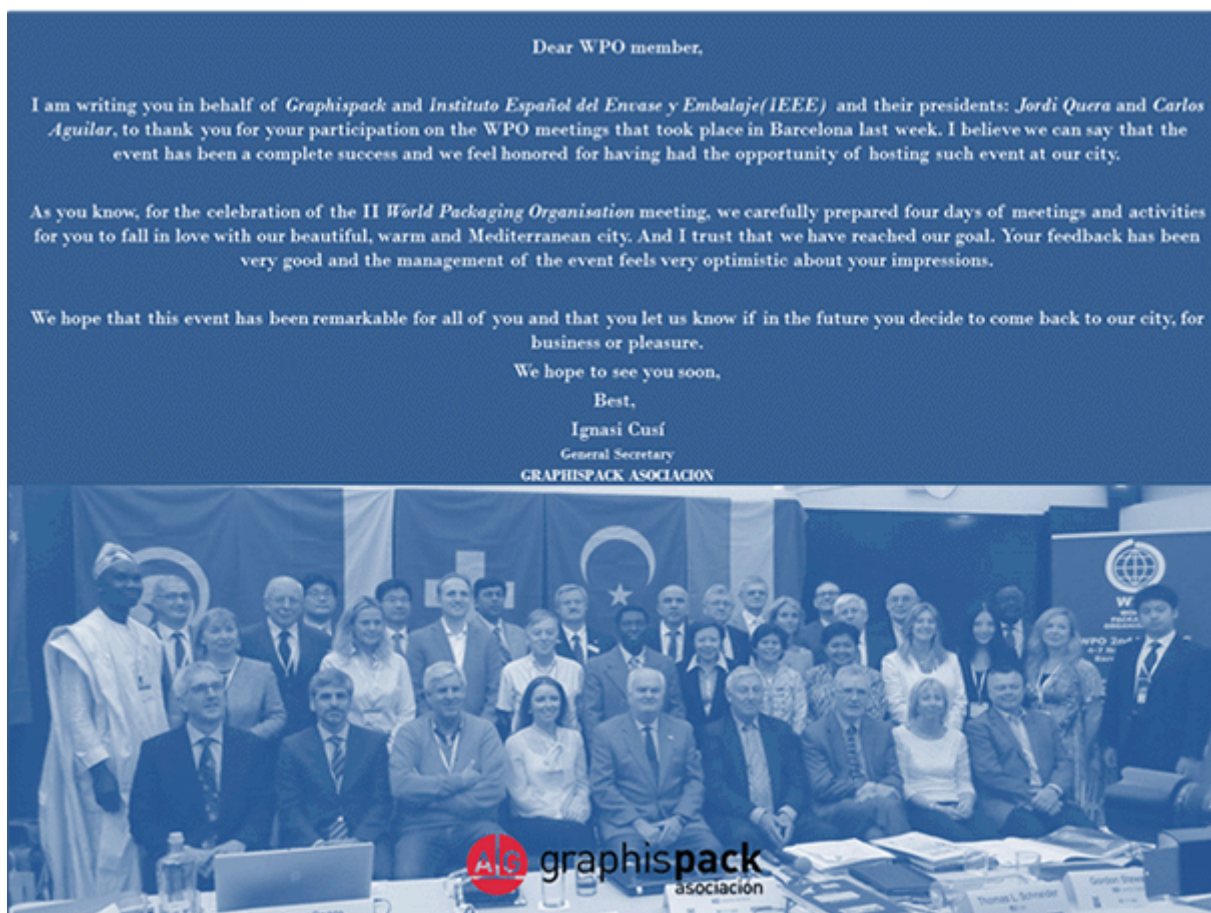 Dear WPO member,
I am writing you in behalf of Graphispack and Instituto Español del Envase y Embalaje(IEEE) and their presidents: Jordi Quera and Carlos
Aguilar, to thank you for your participation on the WPO meetings that took place in Barcelona last week. I believe we can say that the
event has been a complete success and we feel honored for having had the opportunity of hosting such event at our city.
As you know, for the celebration of the II World Packaging Organisation meeting, we carefully prepared four days of meetings and activities
for you to fall in love with our beautiful, warm and Mediterranean city. And I trust that we have reached our goal. Your feedback has been
very good and the management of the event feels very optimistic about your impressions.
We hope that this event has been remarkable for all of you and that you let us know if in the future you decide to come back to our city, for
business or pleasure.
We hope to see you soon,
Best,
Ignasi Cusí
General Secretary
GRAPHISPACK ASOCIACION
WPO 2nd
AG graphispack
asociación
Thomas L. Schneider
Gordon